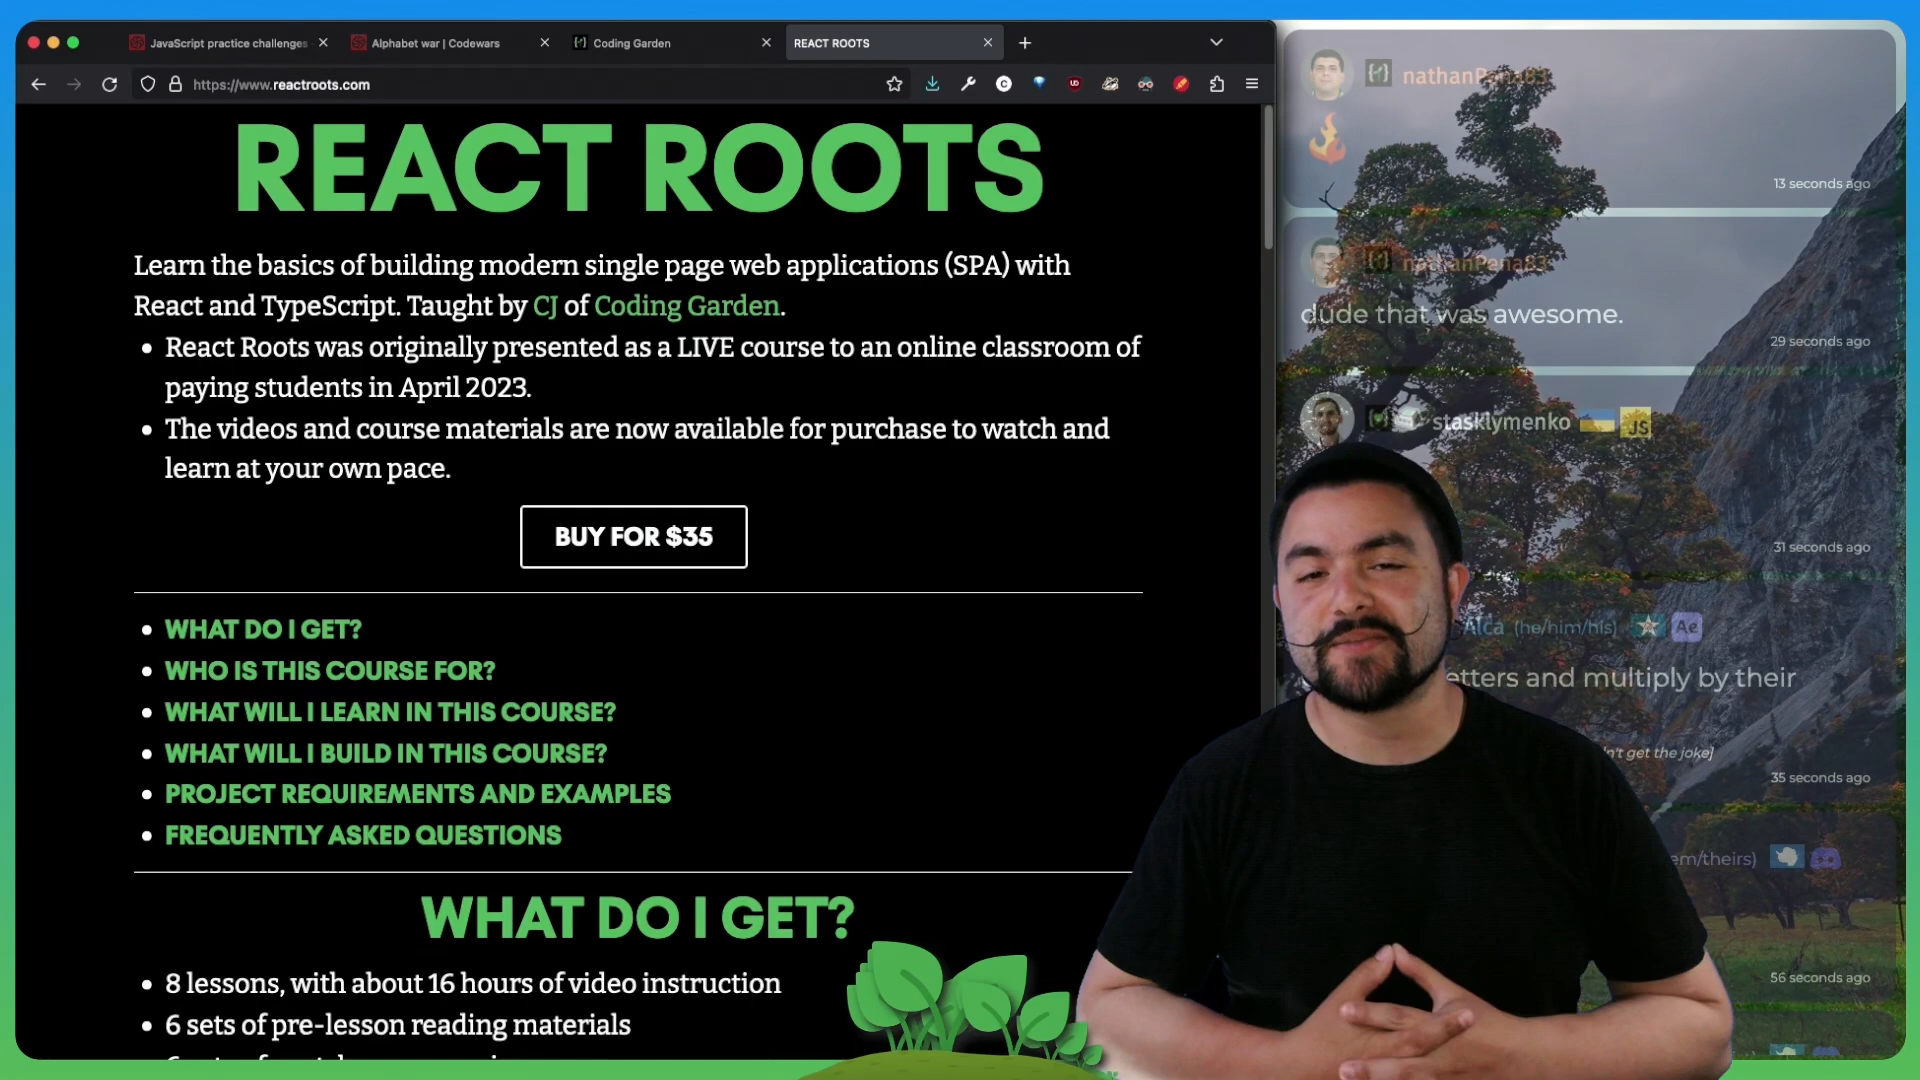 JavaScript practice challenges
Alphabet war | Codewars
Coding Garden
REACT ROOTS
https://www.reactroots.com
REACT ROOTS
Learn the basics of building modern single page web applications (SPA) with
React and TypeScript. Taught by CJ of Coding Garden.
React Roots was originally presented as a LIVE course to an online classroom of
paying students in April 2023.
The videos and course materials are now available for purchase to watch and
learn at your own pace.
BUY FOR $35
WHAT DO I GET?
WHO IS THIS COURSE FOR?
WHAT WILL I LEARN IN THIS COURSE?
WHAT WILL I BUILD IN THIS COURSE?
PROJECT REQUIREMENTS AND EXAMPLES
FREQUENTLY ASKED QUESTIONS
WHAT DO I GET?
8 lessons, with about 16 hours of video instruction
6 sets of pre-lesson reading materials
nathanPena83
13 seconds ago
nathanPena83
dude that was awesome.
29 seconds ago
stasklymenko JS
31 seconds ago
Alca (he/him/his) Ae
etters and multiply by their
n't get the joke]
35 seconds ago
em/theirs)
56 seconds ago